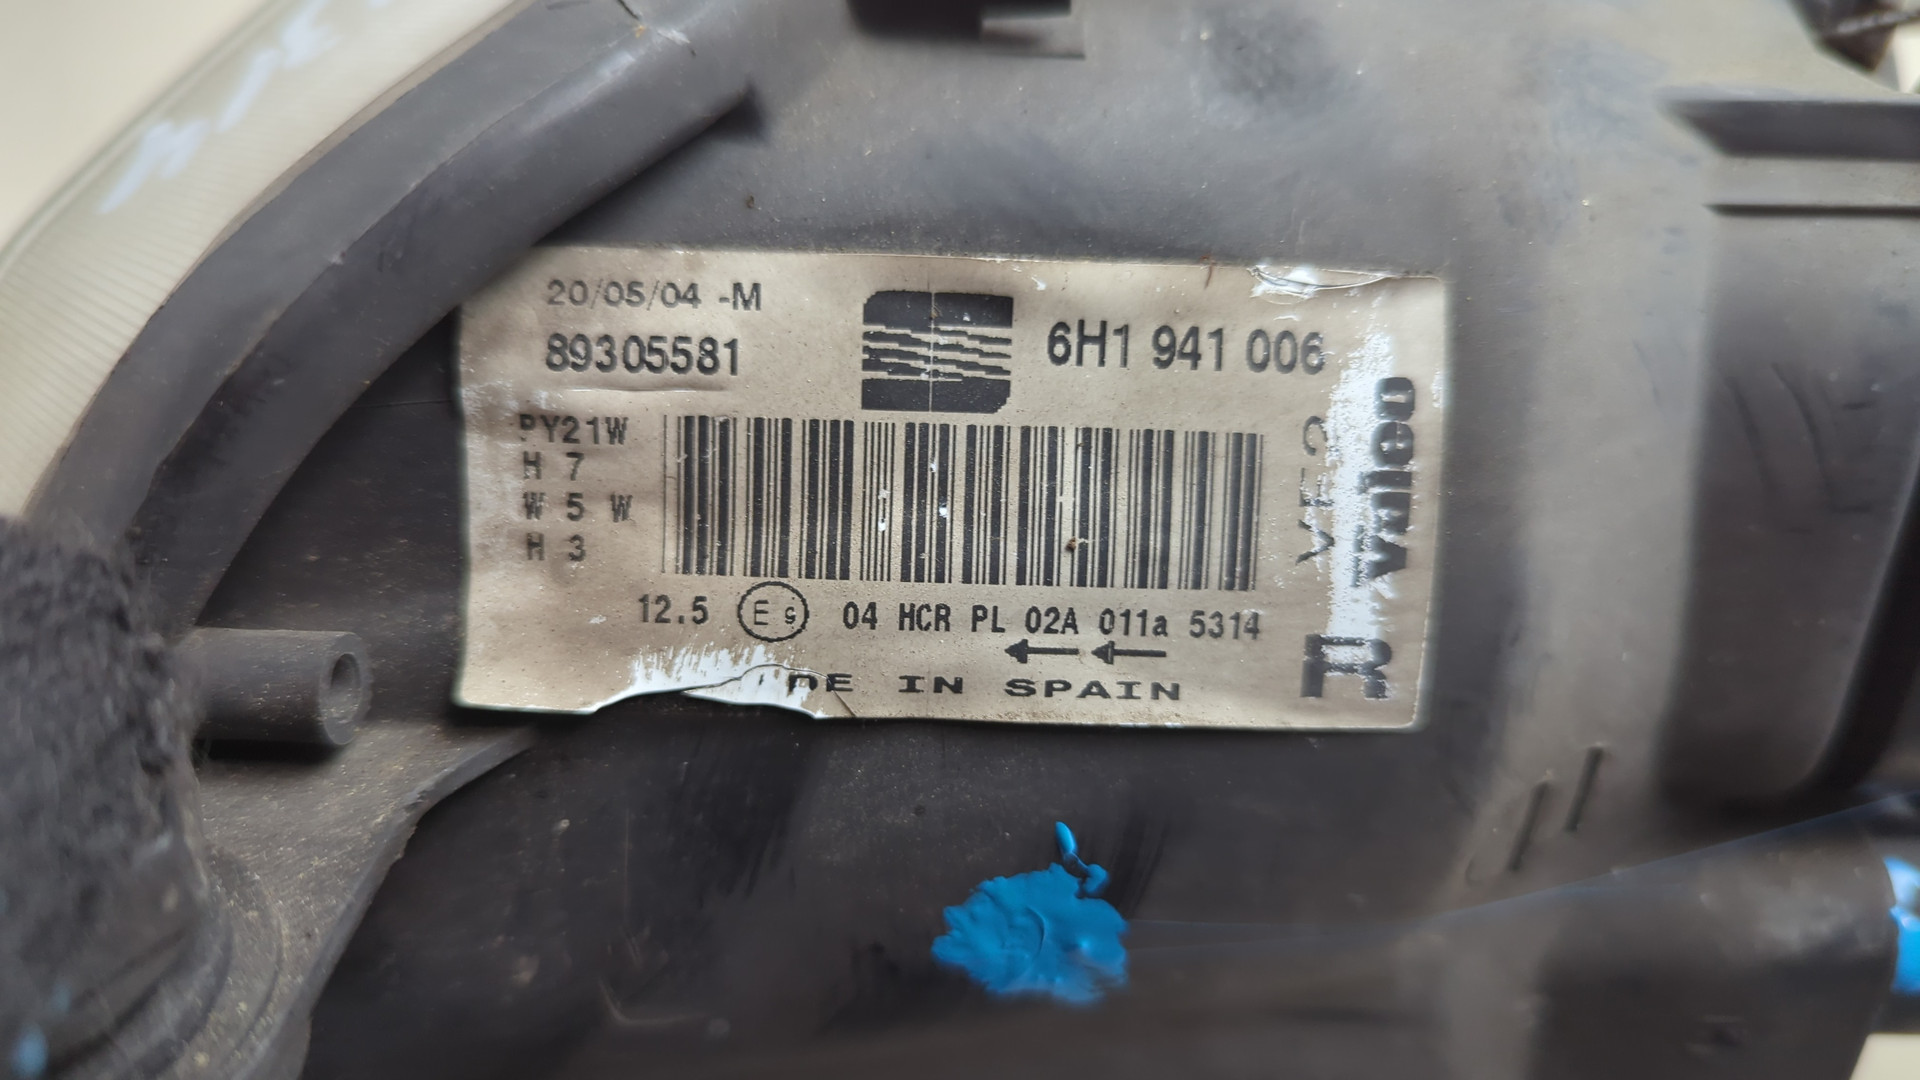 20/05/04 -M
89305581
6H1 941 006
PY21W
H 7
W 5 W
H 3
Valeo
12.5 E 9 04 HCR PL 02A 011a 5314
DE IN SPAIN
R